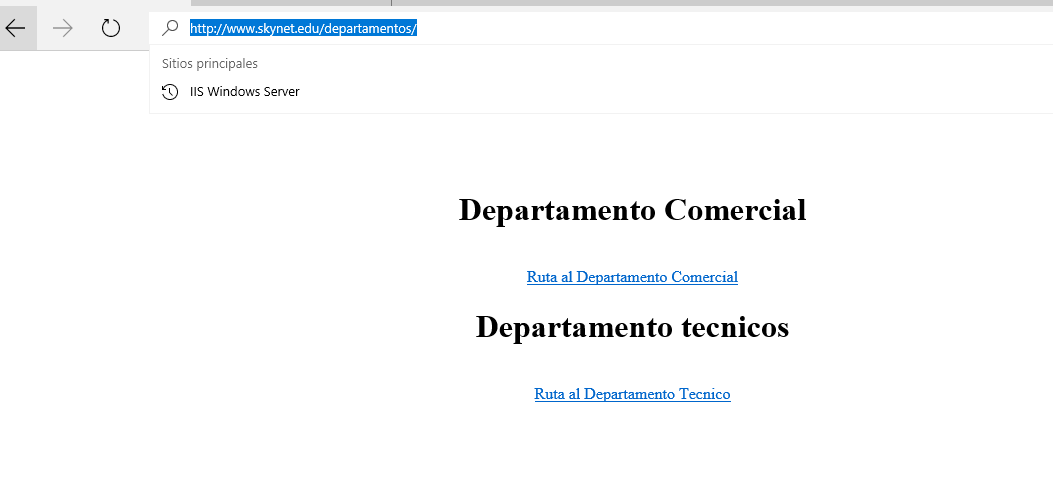 http://www.skynet.edu/departamentos/
Sitios principales
IIS Windows Server
Departamento Comercial
Ruta al Departamento Comercial
Departamento tecnicos
Ruta al Departamento Tecnico